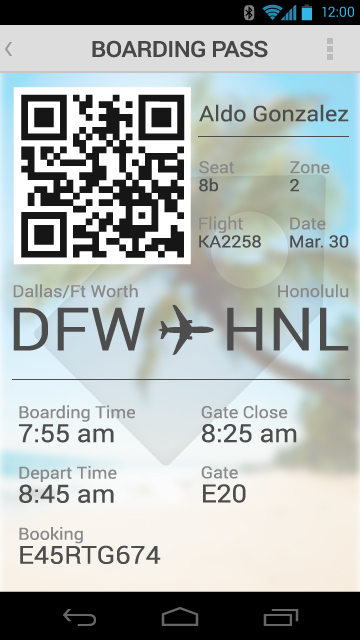 12:00
BOARDING PASS
Aldo Gonzalez
Seat Zone
8b 2
Flight Date
KA2258 Mar. 30
Dallas/Ft Worth Honolulu
DFW HNL
Boarding Time Gate Close
7:55 am 8:25 am
Depart Time Gate
8:45 am E20
Booking
E45RTG674